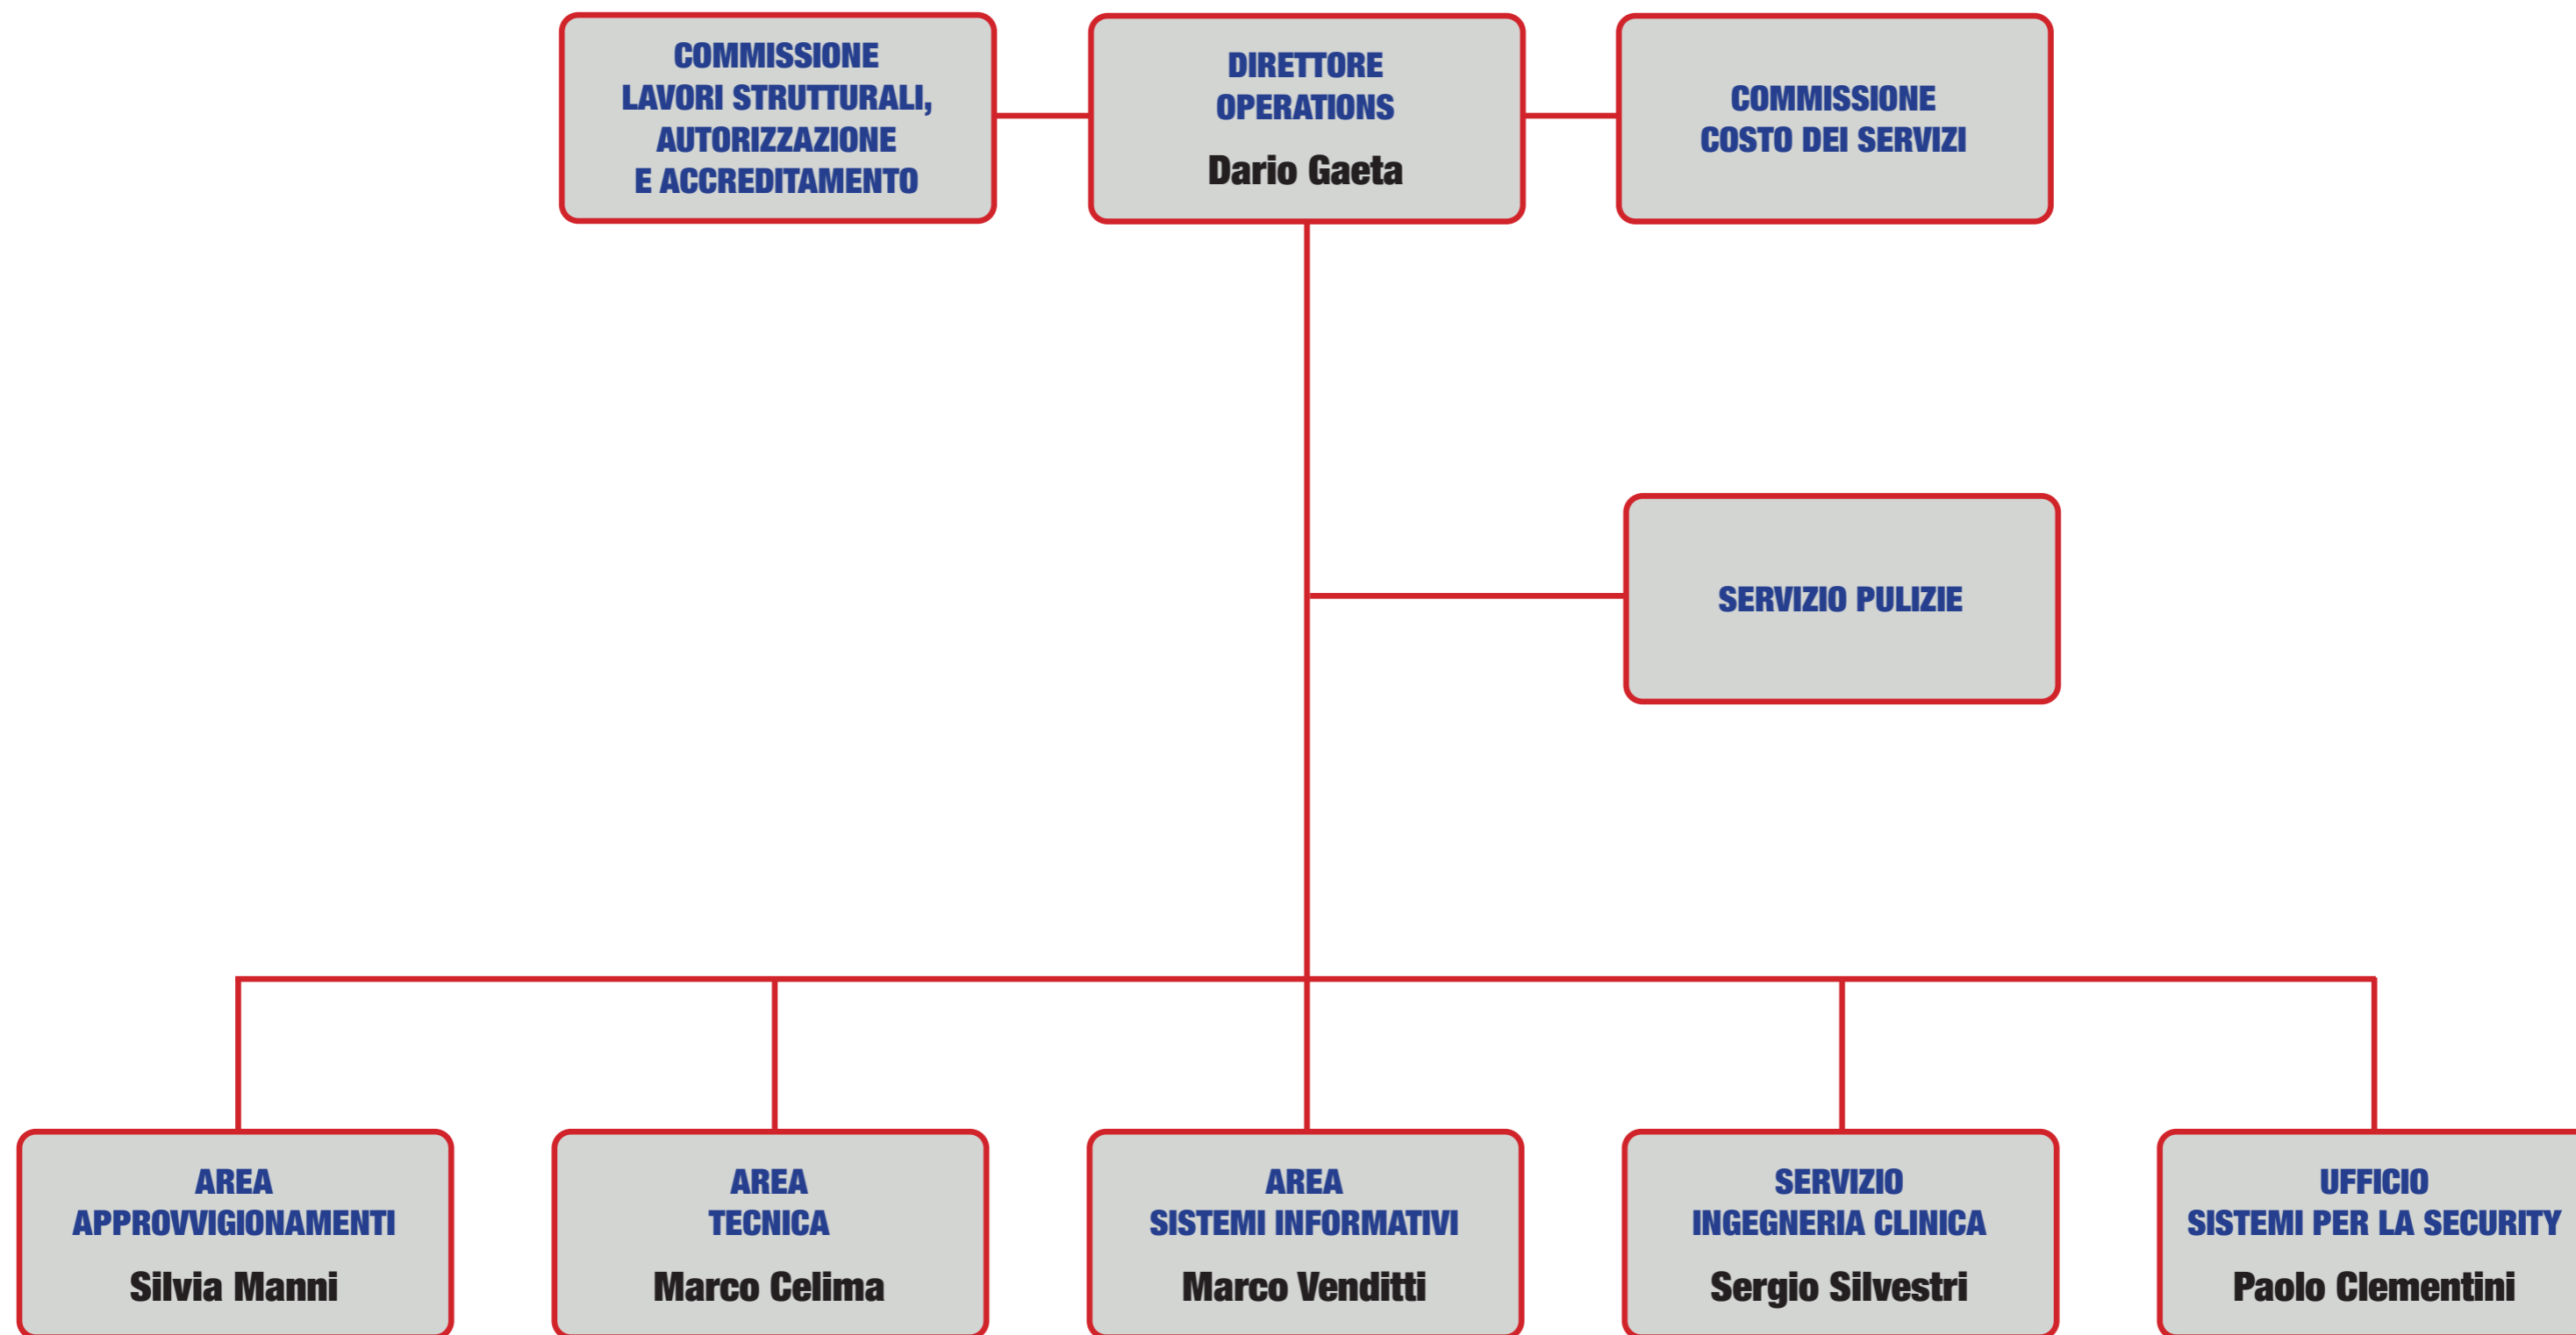 COMMISSIONE
LAVORI STRUTTURALI,
AUTORIZZAZIONE
E ACCREDITAMENTO
DIRETTORE
OPERATIONS
Dario Gaeta
COMMISSIONE
COSTO DEI SERVIZI
SERVIZIO PULIZIE
AREA
APPROVVIGIONAMENTI
Silvia Manni
AREA
TECNICA
Marco Celima
AREA
SISTEMI INFORMATIVI
Marco Venditti
SERVIZIO
INGEGNERIA CLINICA
Sergio Silvestri
UFFICIO
SISTEMI PER LA SECURITY
Paolo Clementini